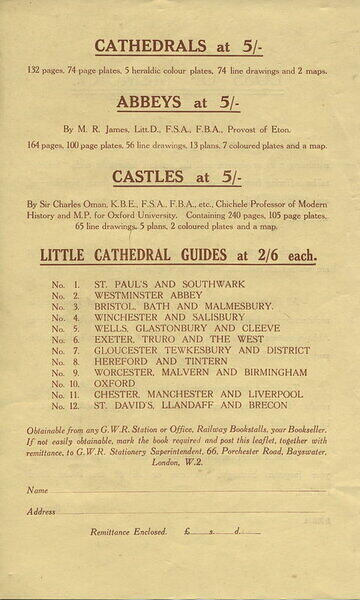 CATHEDRALS at 5/-
132 pages, 74 page plates, 5 heraldic colour plates, 74 line drawings and 2 maps.
ABBEYS at 5/-
By M. R. James, Litt.D., F.S.A., F.B.A., Provost of Eton.
164 pages, 100 page plates, 56 line drawings, 13 plans, 7 coloured plates and a map.
CASTLES at 5/-
By Sir Charles Oman, K.B.E., F.S.A., F.B.A., etc., Chichele Professor of Modern
History and M.P. for Oxford University. Containing 240 pages, 105 page plates,
65 line drawings, 5 plans, 2 coloured plates and a map.
LITTLE CATHEDRAL GUIDES at 2/6 each.
No. 1. ST. PAUL'S AND SOUTHWARK
No. 2. WESTMINSTER ABBEY
No. 3. BRISTOL, BATH AND MALMESBURY.
No. 4. WINCHESTER AND SALISBURY
No. 5. WELLS, GLASTONBURY AND CLEEVE
No. 6. EXETER, TRURO AND THE WEST
No. 7. GLOUCESTER TEWKESBURY AND DISTRICT
No. 8. HEREFORD AND TINTERN
No. 9. WORCESTER, MALVERN AND BIRMINGHAM
No. 10. OXFORD
No. 11. CHESTER, MANCHESTER AND LIVERPOOL
No. 12. ST. DAVID'S, LLANDAFF AND BRECON
Obtainable from any G.W.R. Station or Office, Railway Bookstalls, your Bookseller.
If not easily obtainable, mark the book required and post this leaflet, together with
remittance, to G.W.R. Stationery Superintendent, 66, Porchester Road, Bayswater,
London, W.2.
Name
Address
Remittance Enclosed. £ s. d.